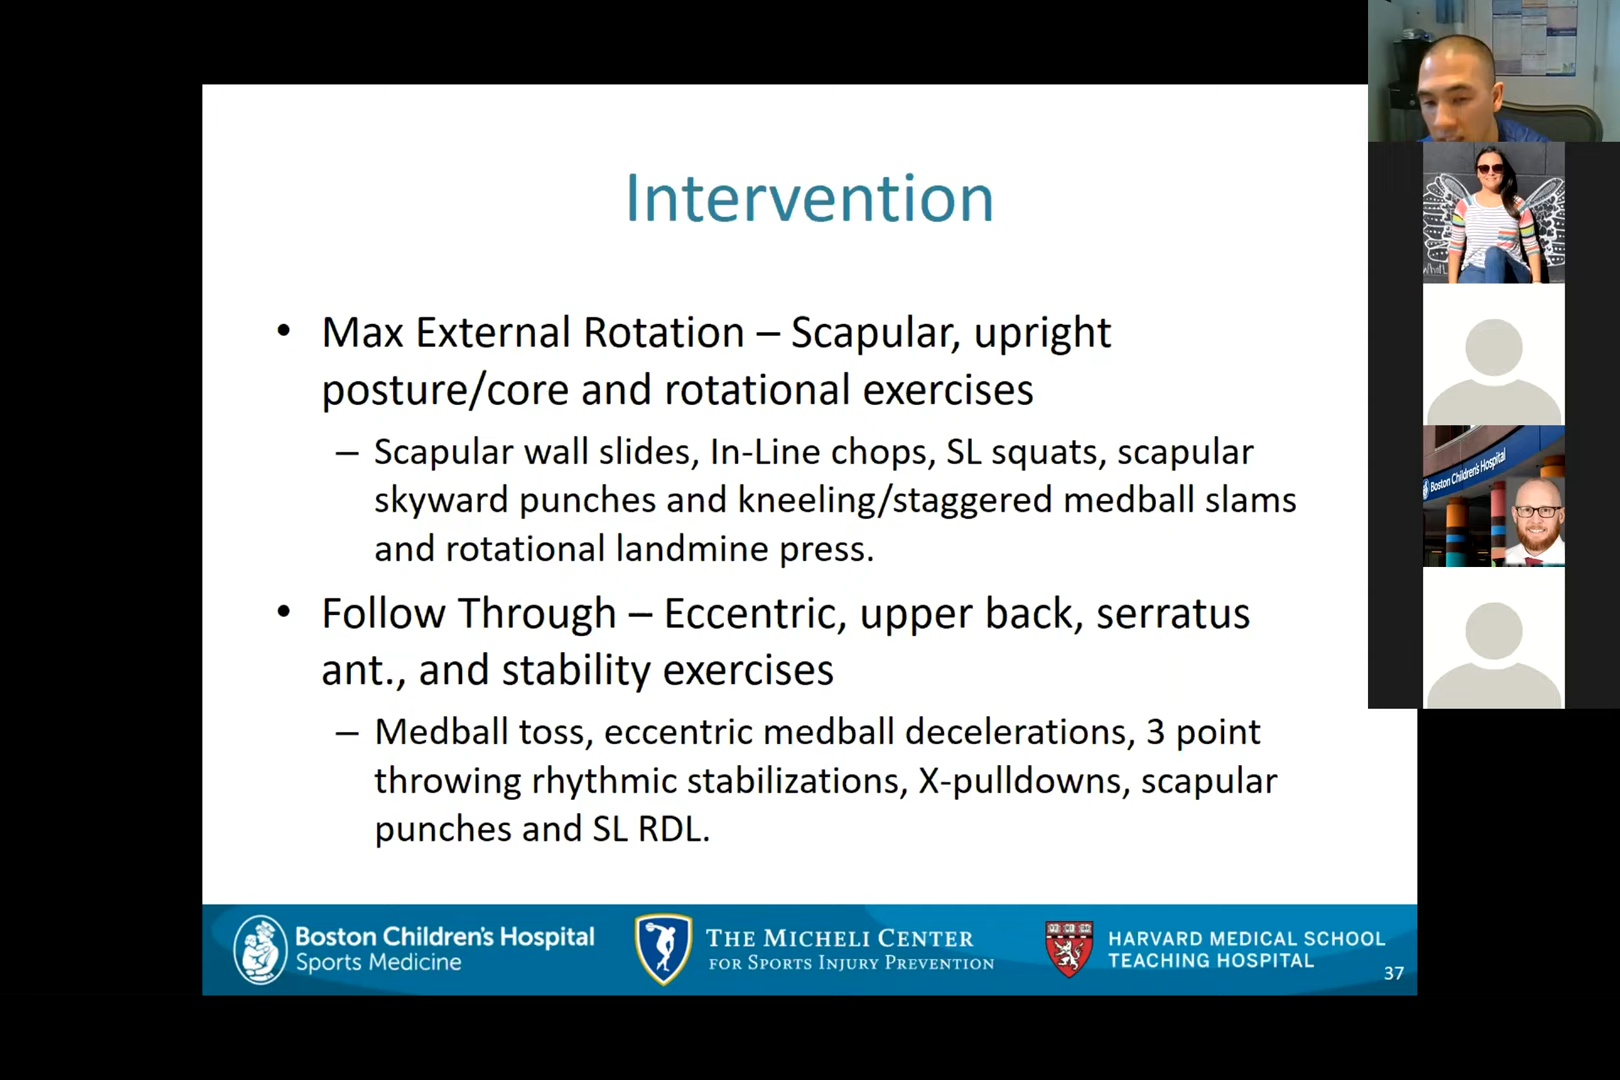 Intervention
• Max External Rotation – Scapular, upright
posture/core and rotational exercises
– Scapular wall slides, In-Line chops, SL squats, scapular
skyward punches and kneeling/staggered medball slams
and rotational landmine press.
• Follow Through – Eccentric, upper back, serratus
ant., and stability exercises
– Medball toss, eccentric medball decelerations, 3 point
throwing rhythmic stabilizations, X-pulldowns, scapular
punches and SL RDL.
Boston Children's Hospital
Sports Medicine
THE MICHELI CENTER
FOR SPORTS INJURY PREVENTION
HARVARD MEDICAL SCHOOL
TEACHING HOSPITAL
37
Boston Children's Hospital